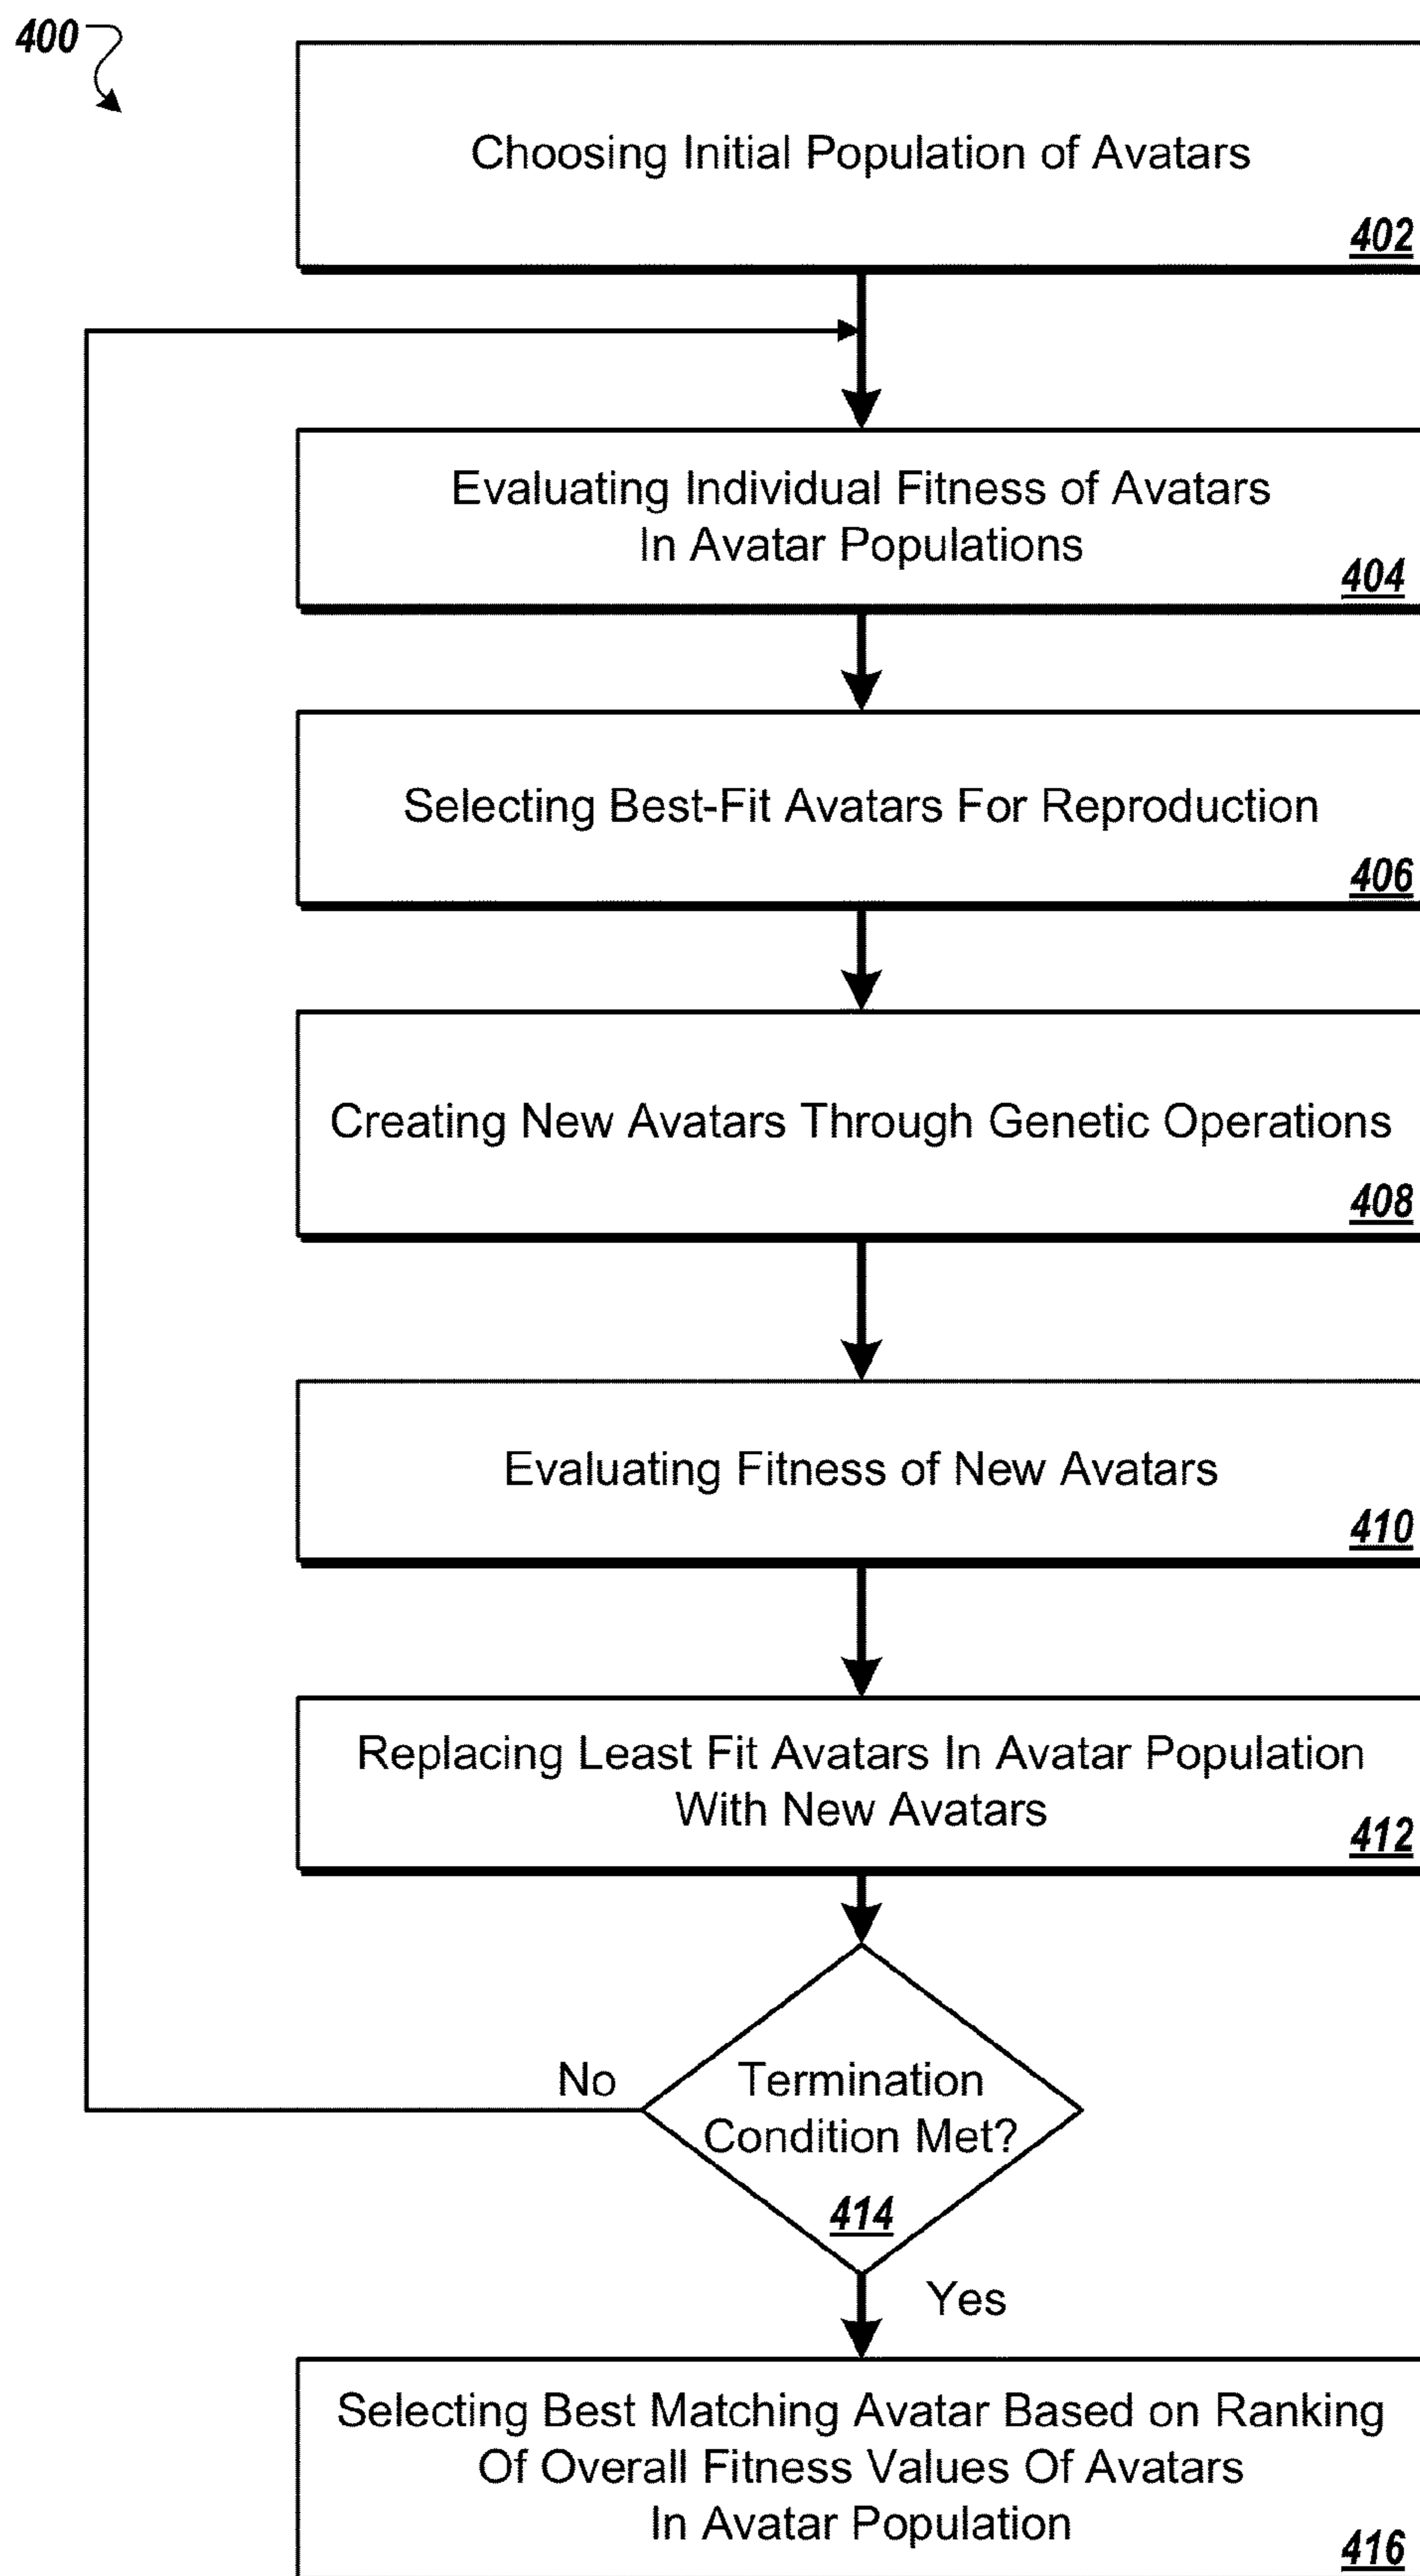 400
Choosing Initial Population of Avatars
402
Evaluating Individual Fitness of Avatars
In Avatar Populations
404
Selecting Best-Fit Avatars For Reproduction
406
Creating New Avatars Through Genetic Operations
408
Evaluating Fitness of New Avatars
410
Replacing Least Fit Avatars In Avatar Population
With New Avatars
412
No
Termination
Condition Met?
414
Yes
Selecting Best Matching Avatar Based on Ranking
Of Overall Fitness Values Of Avatars
In Avatar Population
416